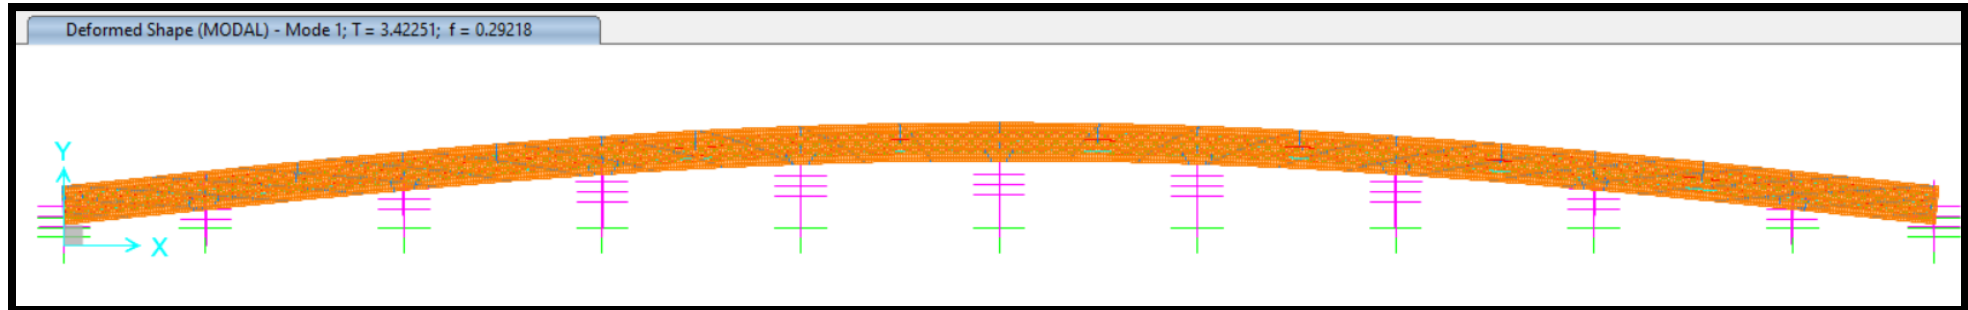 Deformed Shape (MODAL) - Mode 1; T = 3.42251; f = 0.29218
Y
X